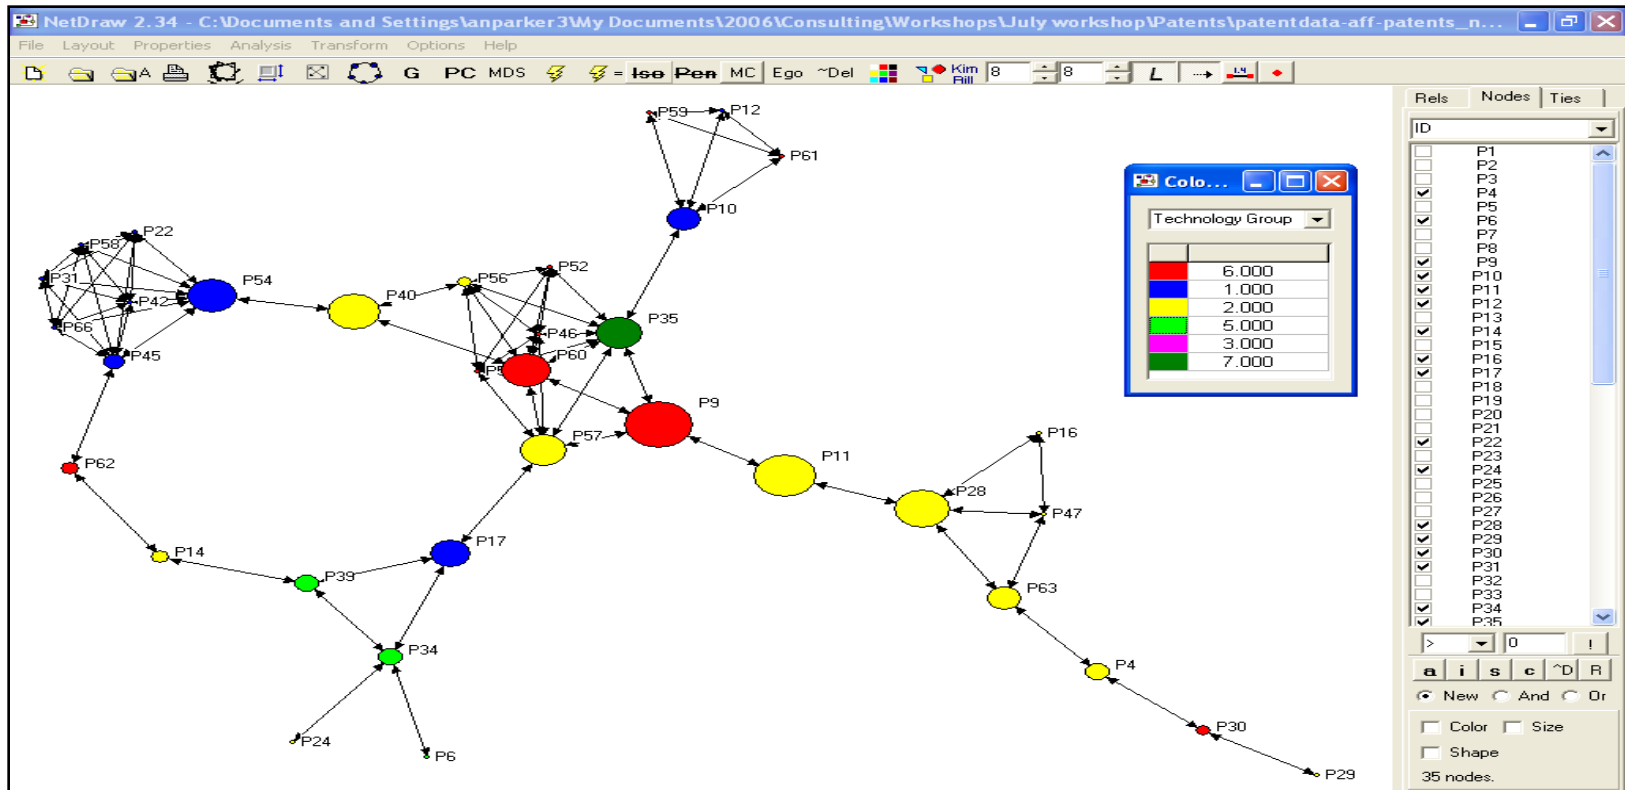 NetDraw 2.34 - C:\Documents and Settings\anparker3\My Documents\2006\Consulting\Workshops\July workshop\Patents\patentdata-aff-patents_n...
File Layout Properties Analysis Transform Options Help
A G PC MDS = Iso Pen MC Ego ~Del Kim Bill 8 8 L 1.4
Rels Nodes Ties
ID
P1
P2
P3
P4
P5
P6
P7
P8
P9
P10
P11
P12
P13
P14
P15
P16
P17
P18
P19
P20
P21
P22
P23
P24
P25
P26
P27
P28
P29
P30
P31
P32
P33
P34
P35
> 0 !
a i s c ^D R
New And Or
Color Size
Shape
35 nodes.
Colo...
Technology Group
6.000
1.000
2.000
5.000
3.000
7.000
P59 P12
P61
P10
P22
P58
P31
P54
P42
P66
P45
P40
P56
P52
P46
P35
P60
P9
P57
P11
P16
P28
P47
P62
P14
P17
P39
P63
P34
P4
P24
P6
P30
P29